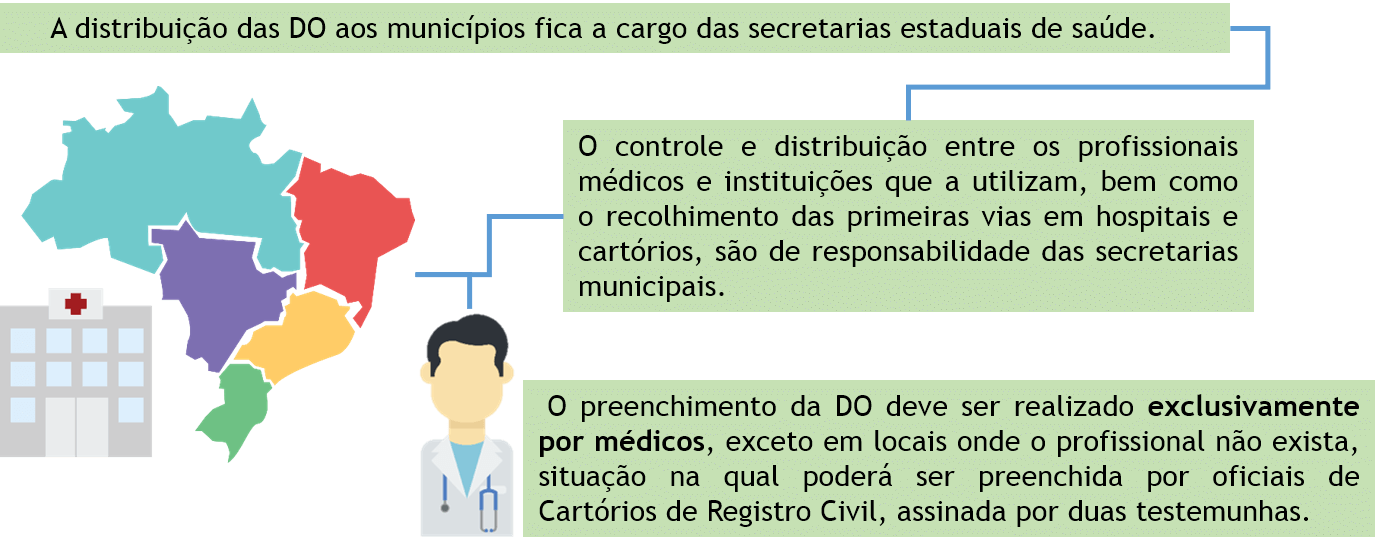 A distribuição das DO aos municípios fica a cargo das secretarias estaduais de saúde.
O controle e distribuição entre os profissionais
médicos e instituições que a utilizam, bem como
o recolhimento das primeiras vias em hospitais e
cartórios, são de responsabilidade das secretarias
municipais.
O preenchimento da DO deve ser realizado exclusivamente
por médicos, exceto em locais onde o profissional não exista,
situação na qual poderá ser preenchida por oficiais de
Cartórios de Registro Civil, assinada por duas testemunhas.